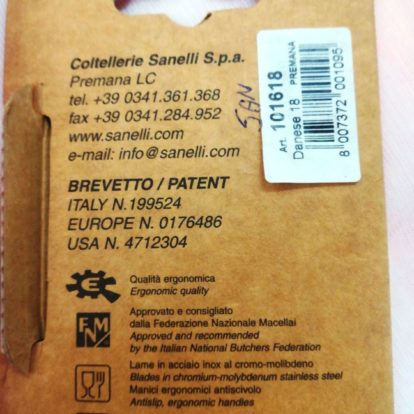 Coltellerie Sanelli S.p.a.
Premana LC
tel. +39 0341.361.368
fax +39 0341.284.952
www.sanelli.com
e-mail: info@sanelli.com
SAN
Art. 101618
Danese 18 PREMANA
8 007372 001095
BREVETTO / PATENT
ITALY N.199524
EUROPE N. 0176486
USA N. 4712304
E
Qualità ergonomica
Ergonomic quality
FNM
Approvato e consigliato
dalla Federazione Nazionale Macellai
Approved and recommended
by the Italian National Butchers Federation
Lame in acciaio inox al cromo-molibdeno
Blades in chromium-molybdenum stainless steel
Manici ergonomici antiscivolo
Antislip, ergonomic handles